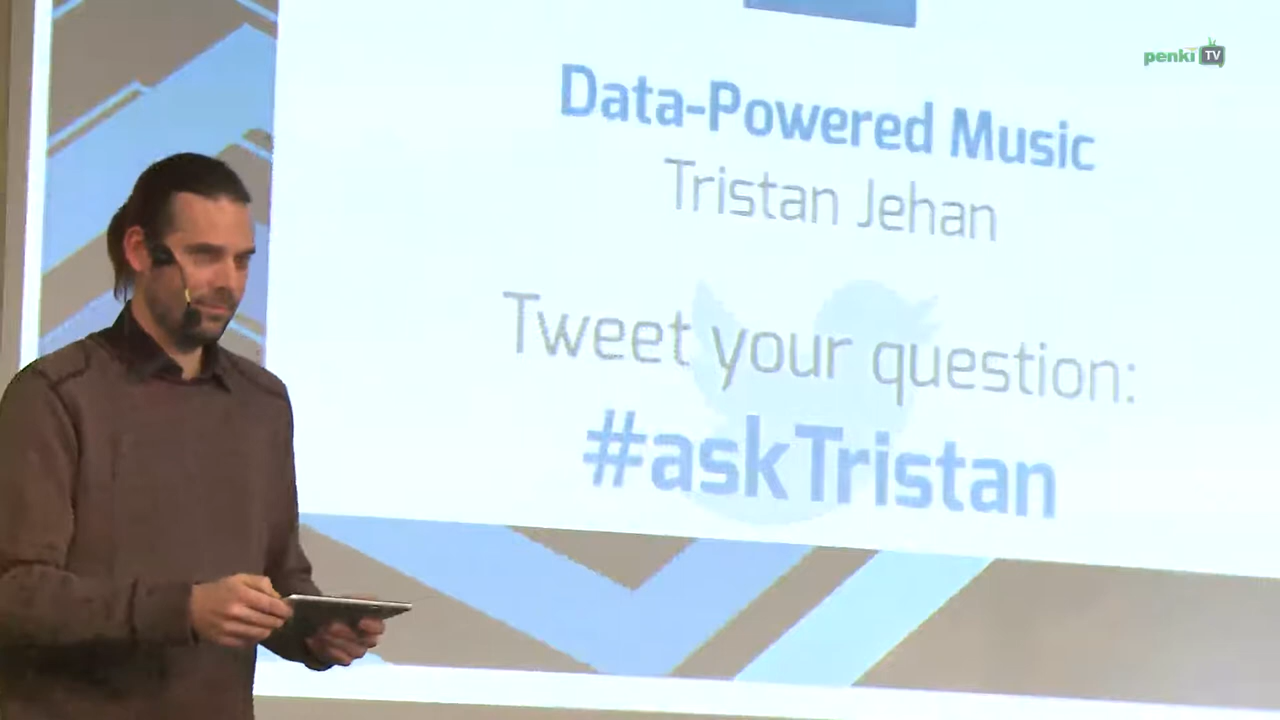 penki TV
Data-Powered Music
Tristan Jehan
Tweet your question:
#askTristan